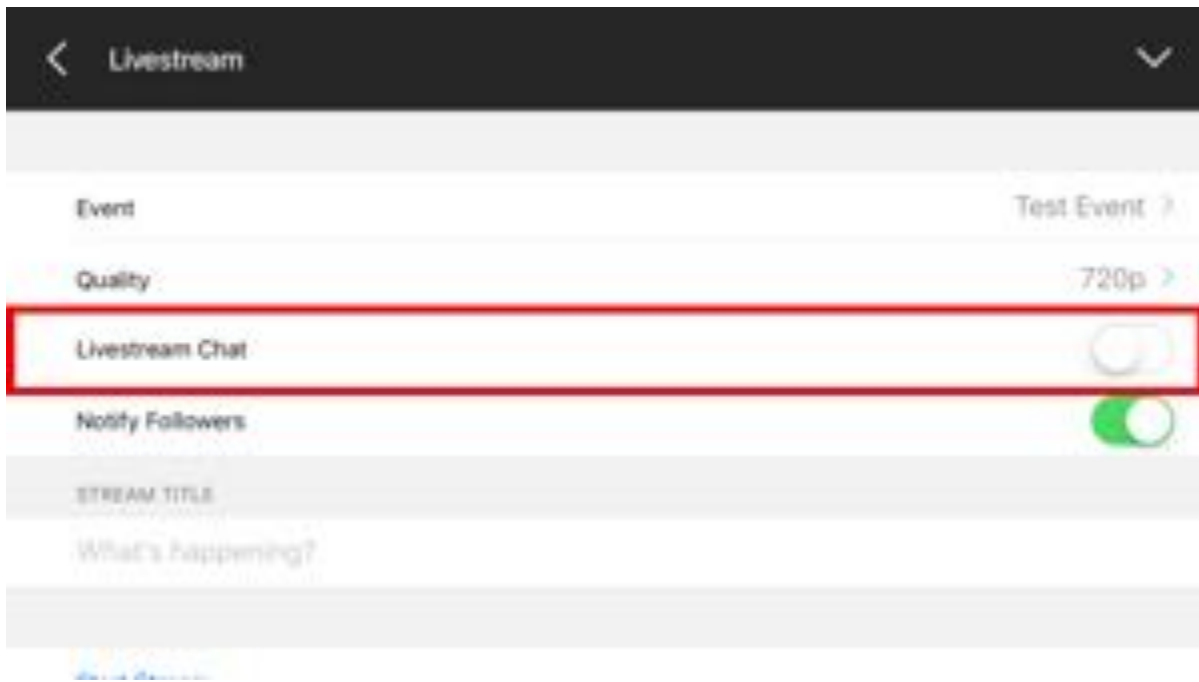 Livestream
Event
Test Event
Quality
720p
Livestream Chat
Notify Followers
STREAM TITLE
What's happening?